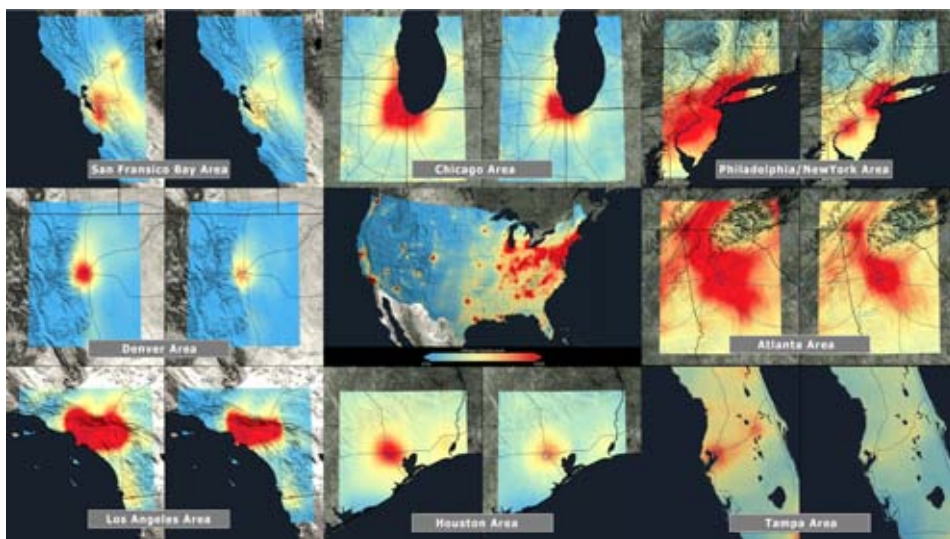 San Fransico Bay Area
Chicago Area
Philadelphia/NewYork Area
Denver Area
Atlanta Area
Los Angeles Area
Houston Area
Tampa Area